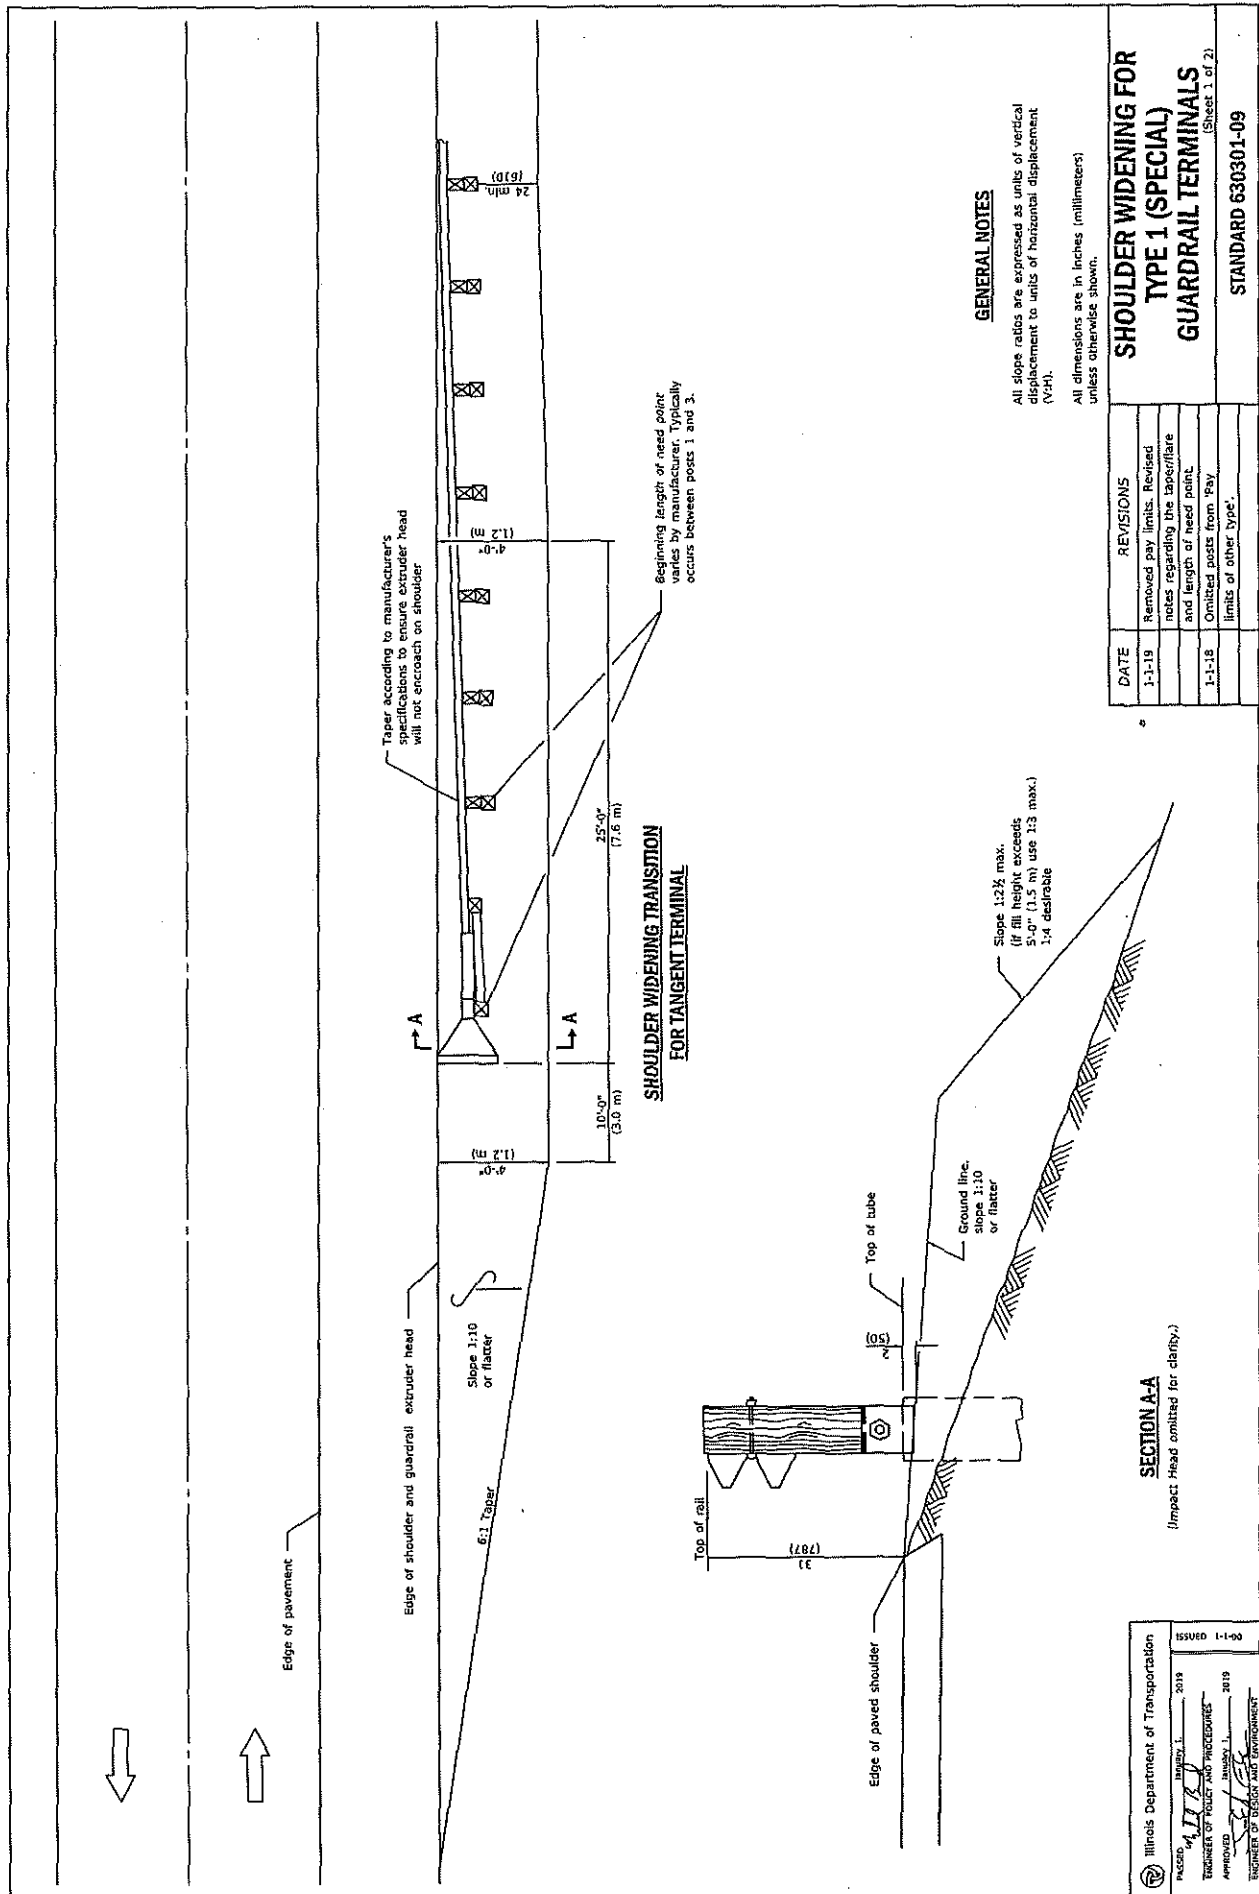 Edge of pavement
Edge of shoulder and guardrail extruder head
Taper according to manufacturer's
specifications to ensure extruder head
will not encroach on shoulder
6:1 Taper
Slope 1:10
or flatter
4'-0"
(1.2 m)
A
A
4'-0"
(1.2 m)
24 min.
(610)
10'-0"
(3.0 m)
25'-0"
(7.6 m)
Beginning length of need point
varies by manufacturer. Typically
occurs between posts 1 and 3.
SHOULDER WIDENING TRANSITION
FOR TANGENT TERMINAL
Top of rail
31
(787)
Edge of paved shoulder
2
(50)
Top of tube
Ground line,
slope 1:10
or flatter
Slope 1:2½ max.
(if fill height exceeds
5'-0" (1.5 m) use 1:3 max.)
1:4 desirable
SECTION A-A
(Impact Head omitted for clarity.)
GENERAL NOTES
All slope ratios are expressed as units of vertical
displacement to units of horizontal displacement
(V:H).
All dimensions are in inches (millimeters)
unless otherwise shown.
Illinois Department of Transportation
PASSED January 1, 2019
ENGINEER OF POLICY AND PROCEDURES
APPROVED January 1, 2019
ENGINEER OF DESIGN AND ENVIRONMENT
ISSUED 1-1-00
DATE REVISIONS
1-1-19 Removed pay limits. Revised
notes regarding the taper/flare
and length of need point.
1-1-18 Omitted posts from 'Pay
limits of other type'.
SHOULDER WIDENING FOR
TYPE 1 (SPECIAL)
GUARDRAIL TERMINALS
(Sheet 1 of 2)
STANDARD 630301-09